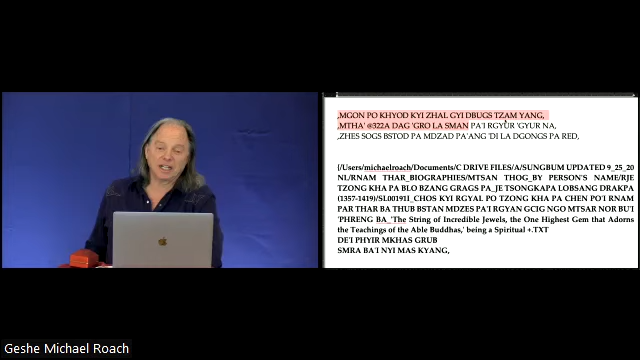 ,MGON PO KHYOD KYI ZHAL GYI DBUGS TZAM YANG,
,MTHA' @322A DAG 'GRO LA SMAN PA'I RGYUR 'GYUR NA,
,ZHES SOGS BSTOD PA MDZAD PA'ANG 'DI LA DGONGS PA RED,
[/Users/michaelroach/Documents/C DRIVE FILES/A/SUNGBUM UPDATED 9_25_20
NL/RNAM THAR_BIOGRAPHIES/MTSAN THOG_BY PERSON'S NAME/RJE
TZONG KHA PA BLO BZANG GRAGS PA_JE TSONGKAPA LOBSANG DRAKPA
(1357-1419)/SL00191I_CHOS KYI RGYAL PO TZONG KHA PA CHEN PO'I RNAM
PAR THAR BA THUB BSTAN MDZES PA'I RGYAN GCIG NGO MTSAR NOR BU'I
'PHRENG BA_'The String of Incredible Jewels, the One Highest Gem that Adorns
the Teachings of the Able Buddhas,' being a Spiritual +.TXT
DE'I PHYIR MKHAS GRUB
SMRA BA'I NYI MAS KYANG,
Geshe Michael Roach